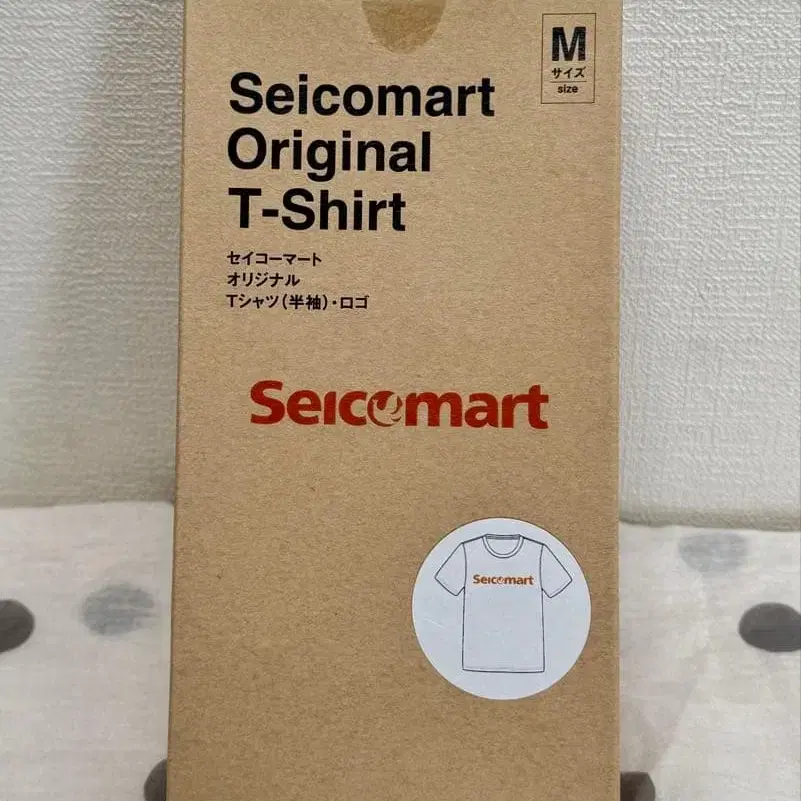 M
サイズ
size
Seicomart
Original
T-Shirt
セイコーマート
オリジナル
Tシャツ(半袖)・ロゴ
Seicomart
Seicomart